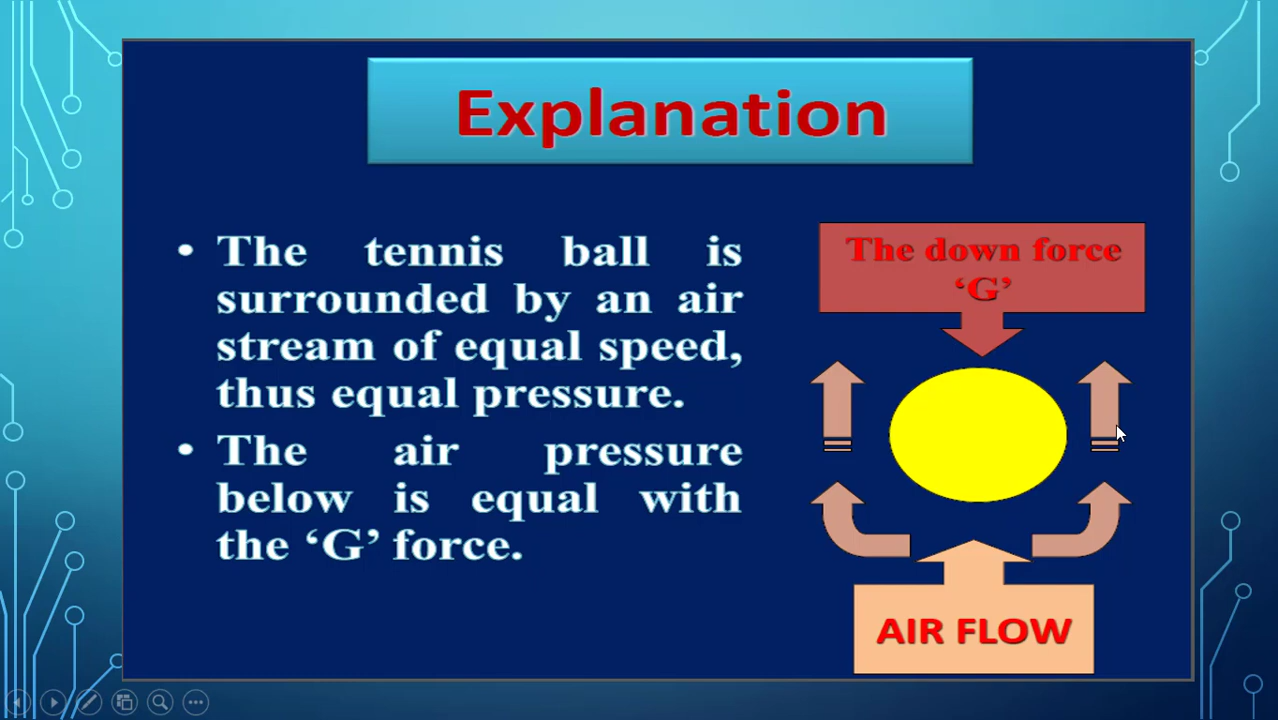 Explanation
• The tennis ball is
surrounded by an air
stream of equal speed,
thus equal pressure.
• The air pressure
below is equal with
the ‘G’ force.
The down force
‘G’
AIR FLOW